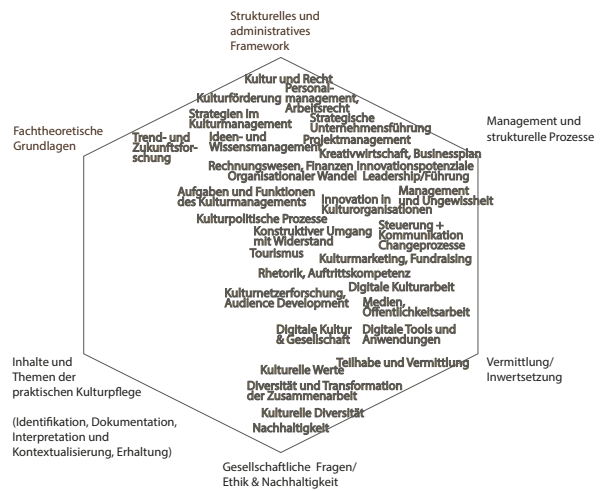 Strukturelles und
administratives
Framework
Kultur und Recht
Personal-
Kulturförderung management,
Arbeitsrecht
Strategien im
Kulturmanagement
Strategische
Unternehmensführung
Management und
strukturelle Prozesse
Fachtheoretische
Grundlagen
Trend- und
Zukunftsfor-
schung
Ideen- und
Wissensmanagement
Projektmanagement
Kreativwirtschaft, Businessplan
Rechnungswesen, Finanzen Innovationspotenziale
Organisationaler Wandel Leadership/Führung
Aufgaben und Funktionen
des Kulturmanagements
Innovation in
Kulturorganisationen
Management
und Ungewissheit
Kulturpolitische Prozesse
Konstruktiver Umgang
mit Widerstand
Steuerung +
Kommunikation
Changeprozesse
Tourismus
Kulturmarketing, Fundraising
Rhetorik, Auftrittskompetenz
Digitale Kulturarbeit
Kulturnetzerforschung,
Audience Development
Medien,
Öffentlichkeitsarbeit
Digitale Kultur
& Gesellschaft
Digitale Tools und
Anwendungen
Inhalte und
Themen der
praktischen Kulturpflege
(Identifikation, Dokumentation,
Interpretation und
Kontextualisierung, Erhaltung)
Teilhabe und Vermittlung
Kulturelle Werte
Vermittlung/
Inwertsetzung
Diversität und Transformation
der Zusammenarbeit
Kulturelle Diversität
Nachhaltigkeit
Gesellschaftliche Fragen/
Ethik & Nachhaltigkeit